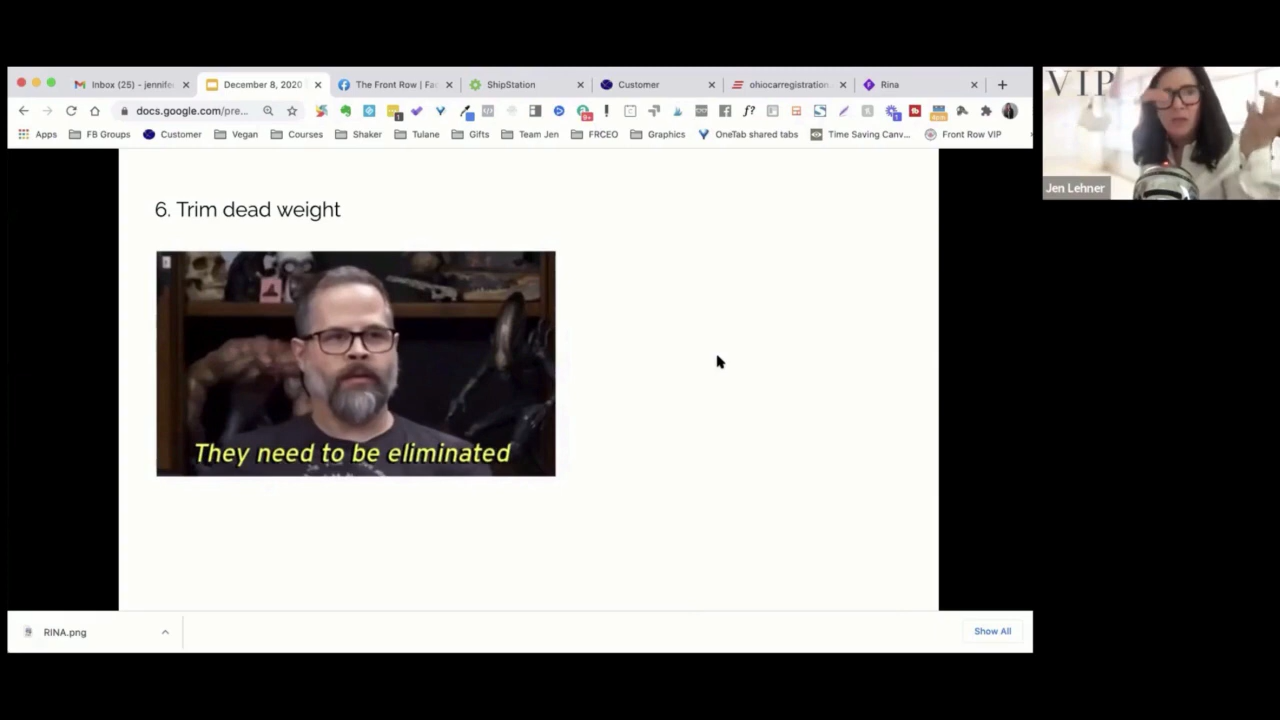 Inbox (25) - jennife
December 8, 2020
The Front Row | Fac
ShipStation
Customer
ohiocarregistration.
Rina
docs.google.com/pre...
Apps
FB Groups
Customer
Vegan
Courses
Shaker
Tulane
Gifts
Team Jen
FRCEO
Graphics
OneTab shared tabs
Time Saving Canv...
Front Row VIP
VIP
Jen Lehner
6. Trim dead weight
They need to be eliminated
RINA.png
Show All